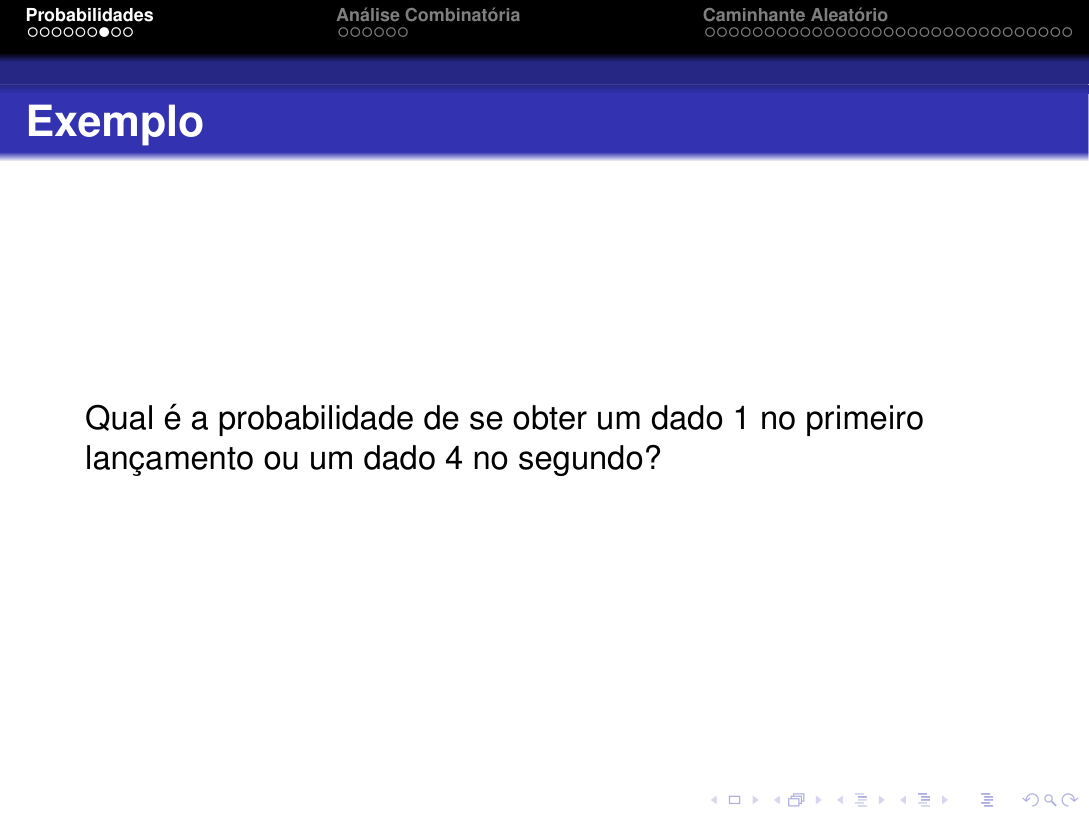 Probabilidades
Análise Combinatória
Caminhante Aleatório
Exemplo
Qual é a probabilidade de se obter um dado 1 no primeiro
lançamento ou um dado 4 no segundo?